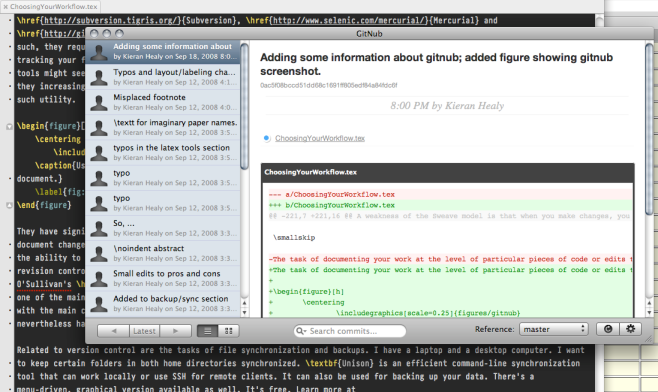 ChoosingYourWorkflow.tex
\href{http://subversion.tigris.org/}{Subversion}, \href{http://www.selenic.com/mercurial/}{Mercurial} and
\href{http://gi
such, they requ
tracking your f
tools might see
they increasing
such utility.
\begin{figure}[
\centering
\inclu
\caption{Us
document.}
\label{fig:
\end{figure}
They have signi
document change
the ability to
revision contro
O'Sullivan's \h
one of the main
with the main c
nevertheless ha
Related to version control are the tasks of file synchronization and backups. I have a laptop and a desktop computer. I want
to keep certain folders in both home directories synchronized. \textbf{Unison} is an efficient command-line synchronization
tool that can work locally or use SSH for remote clients. It can also be used for backing up your data. There's a
menu-driven, graphical version available as well. It's free. Learn more at
GitNub
Adding some information about
by Kieran Healy on Sep 18, 2008 8:0...
Typos and layout/labeling cha...
by Kieran Healy on Sep 12, 2008 4:1...
Misplaced footnote
by Kieran Healy on Sep 12, 2008 4:0...
\textt for imaginary paper names.
by Kieran Healy on Sep 12, 2008 3:5...
typos in the latex tools section
by Kieran Healy on Sep 12, 2008 3:5...
typo
by Kieran Healy on Sep 12, 2008 3:5...
typo
by Kieran Healy on Sep 12, 2008 3:5...
So, ...
by Kieran Healy on Sep 12, 2008 3:3...
\noindent abstract
by Kieran Healy on Sep 12, 2008 3:3...
Small edits to pros and cons
by Kieran Healy on Sep 12, 2008 3:3...
Added to backup/sync section
by Kieran Healy on Sep 12, 2008 3:2...
Adding some information about gitnub; added figure showing gitnub
screenshot.
8:00 PM by Kieran Healy
ChoosingYourWorkflow.tex
ChoosingYourWorkflow.tex
--- a/ChoosingYourWorkflow.tex
+++ b/ChoosingYourWorkflow.tex
@@ -221,7 +221,16 @@ A weakness of the Sweave model is that when you make changes, you
\smallskip
-The task of documenting your work at the level of particular pieces of code or edits t
+The task of documenting your work at the level of particular pieces of code or edits t
+
+\begin{figure}[h]
+ \centering
+ \includegraphics[scale=0.25]{figures/gitnub}
Latest
Search commits...
Reference:
master